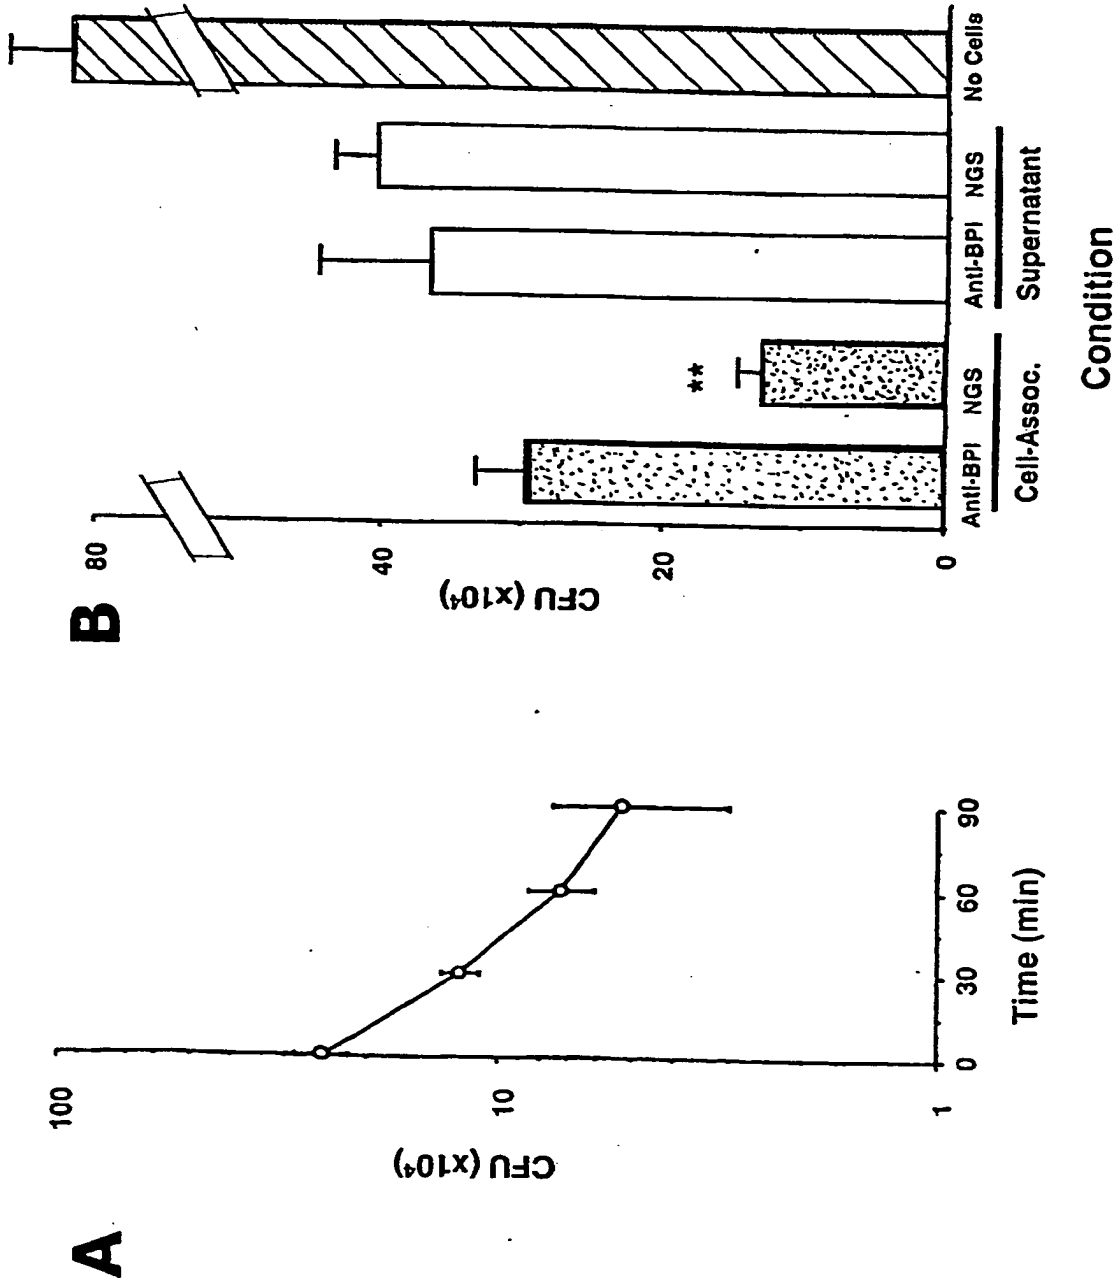 A
CFU (x10⁴)
100
10
1
0 30 60 90
Time (min)
B
CFU (x10⁴)
80
40
20
0
**
Anti-BPI NGS Anti-BPI NGS No Cells
Cell-Assoc. Supernatant
Condition